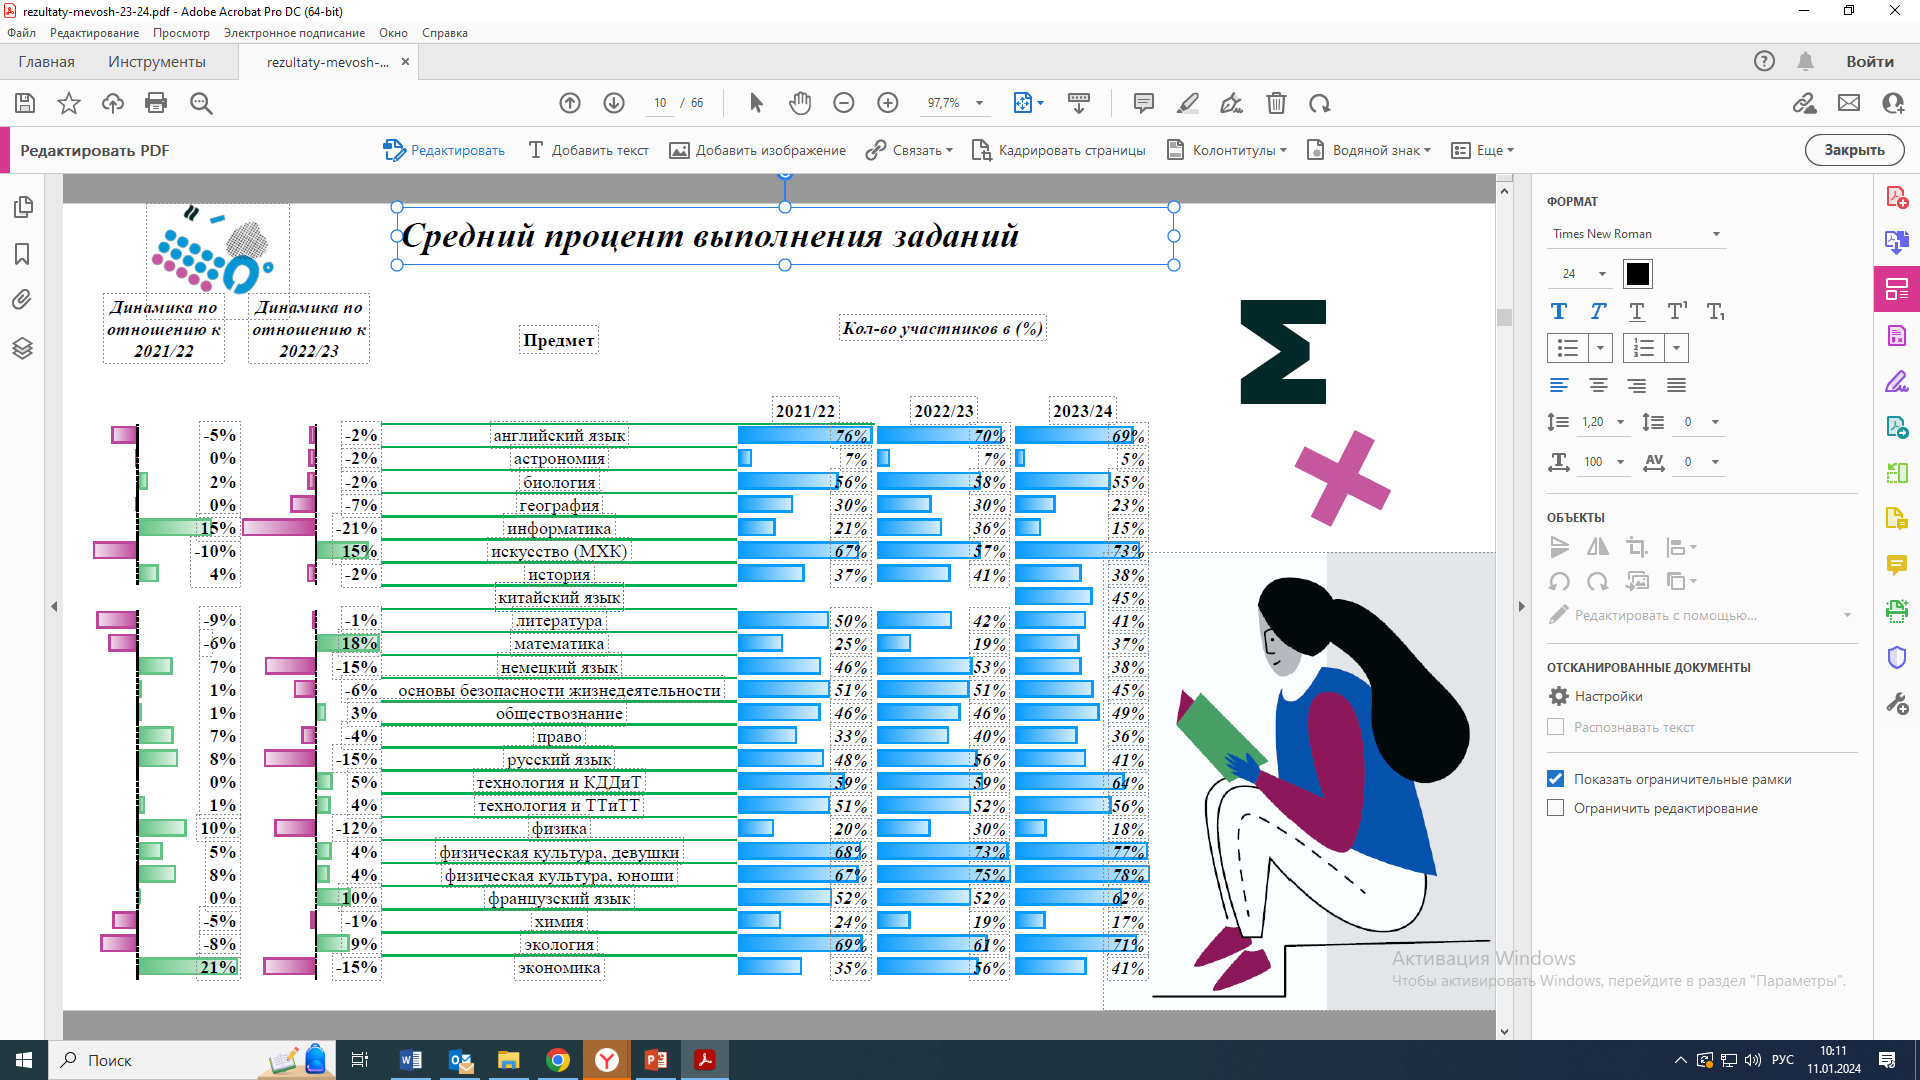 rezultaty-mevosh-23-24.pdf - Adobe Acrobat Pro DC (64-bit)
Файл Редактирование Просмотр Электронное подписание Окно Справка
Главная Инструменты rezultaty-mevosh-... × Войти
10 / 66 97,7%
Редактировать PDF Редактировать Добавить текст Добавить изображение Связать Кадрировать страницы Колонтитулы Водяной знак Еще Закрыть
Средний процент выполнения заданий
Динамика по отношению к 2021/22
Динамика по отношению к 2022/23
Предмет
Кол-во участников в (%)
2021/22 2022/23 2023/24
-5% -2% английский язык 76% 70% 69%
0% -2% астрономия 7% 7% 5%
2% -2% биология 56% 58% 55%
0% -7% география 30% 30% 23%
15% -21% информатика 21% 36% 15%
-10% 15% искусство (МХК) 67% 57% 73%
4% -2% история 37% 41% 38%
китайский язык 45%
-9% -1% литература 50% 42% 41%
-6% 18% математика 25% 19% 37%
7% -15% немецкий язык 46% 53% 38%
1% -6% основы безопасности жизнедеятельности 51% 51% 45%
1% 3% обществознание 46% 46% 49%
7% -4% право 33% 40% 36%
8% -15% русский язык 48% 56% 41%
0% 5% технология и КДДиТ 59% 59% 64%
1% 4% технология и ТТиТТ 51% 52% 56%
10% -12% физика 20% 30% 18%
5% 4% физическая культура, девушки 68% 73% 77%
8% 4% физическая культура, юноши 67% 75% 78%
0% 10% французский язык 52% 52% 62%
-5% -1% химия 24% 19% 17%
-8% 9% экология 69% 61% 71%
21% -15% экономика 35% 56% 41%
ФОРМАТ
Times New Roman
24
1,20 0
100 0
ОБЪЕКТЫ
Редактировать с помощью...
ОТСКАНИРОВАННЫЕ ДОКУМЕНТЫ
Настройки
Распознавать текст
Показать ограничительные рамки
Ограничить редактирование
Активация Windows
Чтобы активировать Windows, перейдите в раздел "Параметры".
Поиск РУС 10:11
11.01.2024